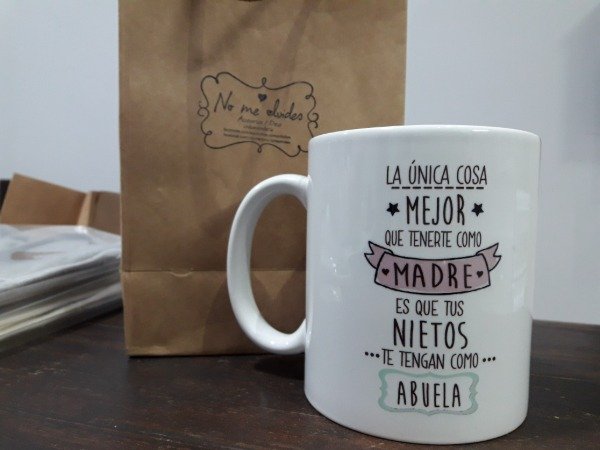 No me olvides
LA ÚNICA COSA
MEJOR
QUE TENERTE COMO
MADRE
ES QUE TUS
NIETOS
...TE TENGAN COMO...
ABUELA